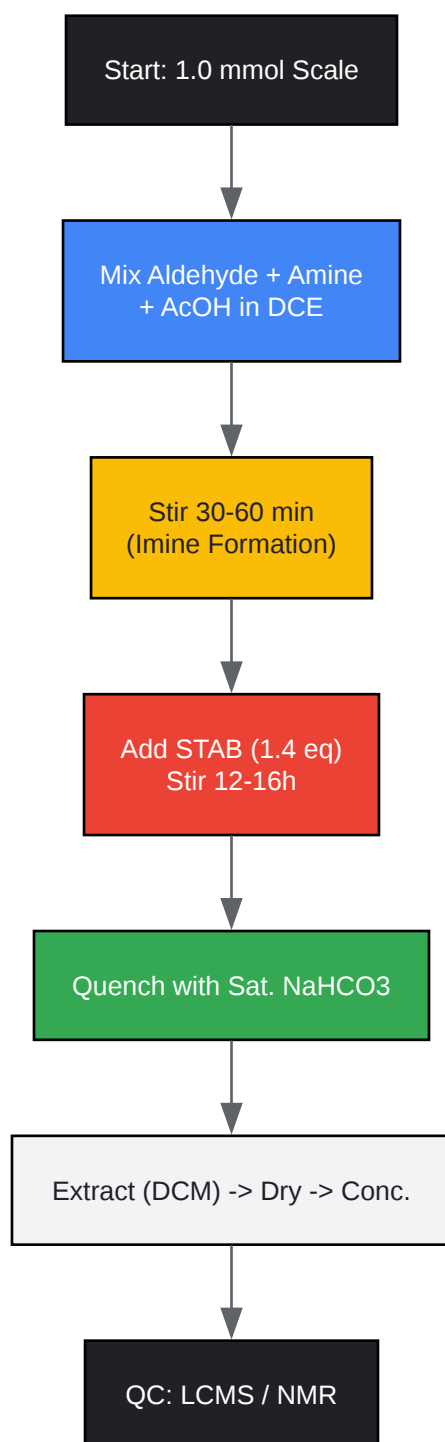 Start: 1.0 mmol Scale
Mix Aldehyde + Amine
+ AcOH in DCE
Stir 30-60 min
(Imine Formation)
Add STAB (1.4 eq)
Stir 12-16h
Quench with Sat. NaHCO3
Extract (DCM) -> Dry -> Conc.
QC: LCMS / NMR